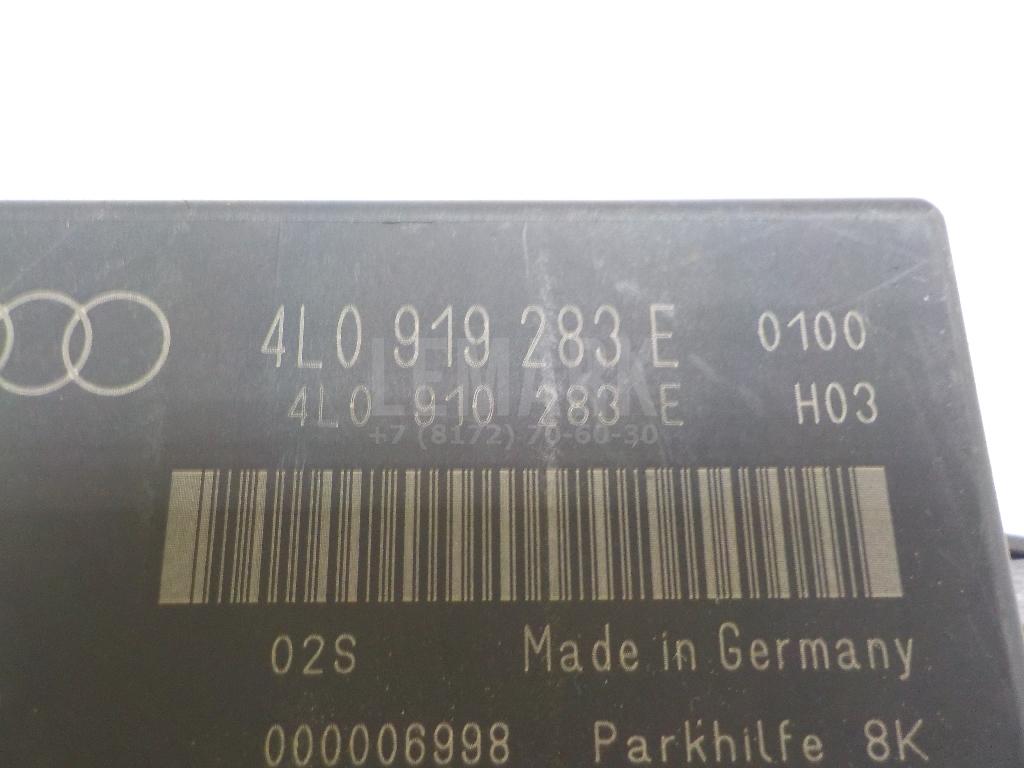 4L0 919 283 E 0100
4L0 910 283 E H03
LEMARK
+7 (8172) 70-60-30
02S Made in Germany
000006998 Parkhilfe 8K